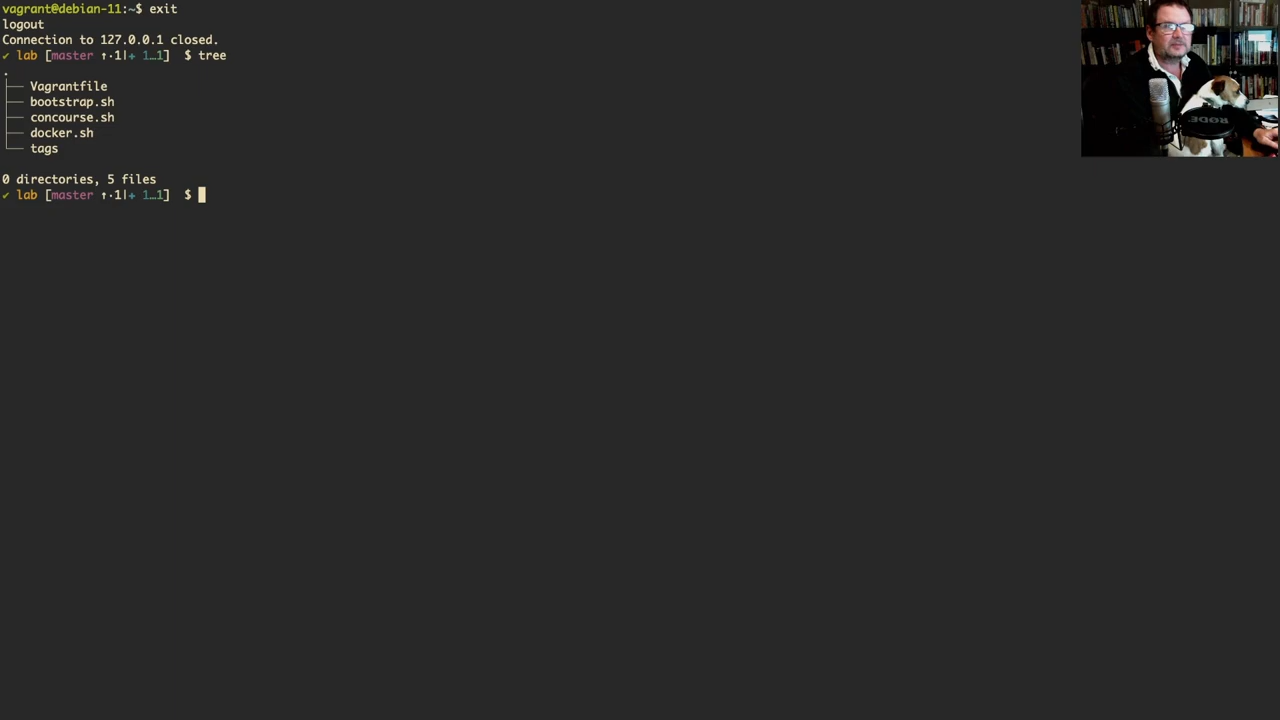 vagrant@debian-11:~$ exit
logout
Connection to 127.0.0.1 closed.
✔ lab [master ↑·1|✚ 1…1]  $ tree
.
├── Vagrantfile
├── bootstrap.sh
├── concourse.sh
├── docker.sh
└── tags
0 directories, 5 files
✔ lab [master ↑·1|✚ 1…1]  $
RODE